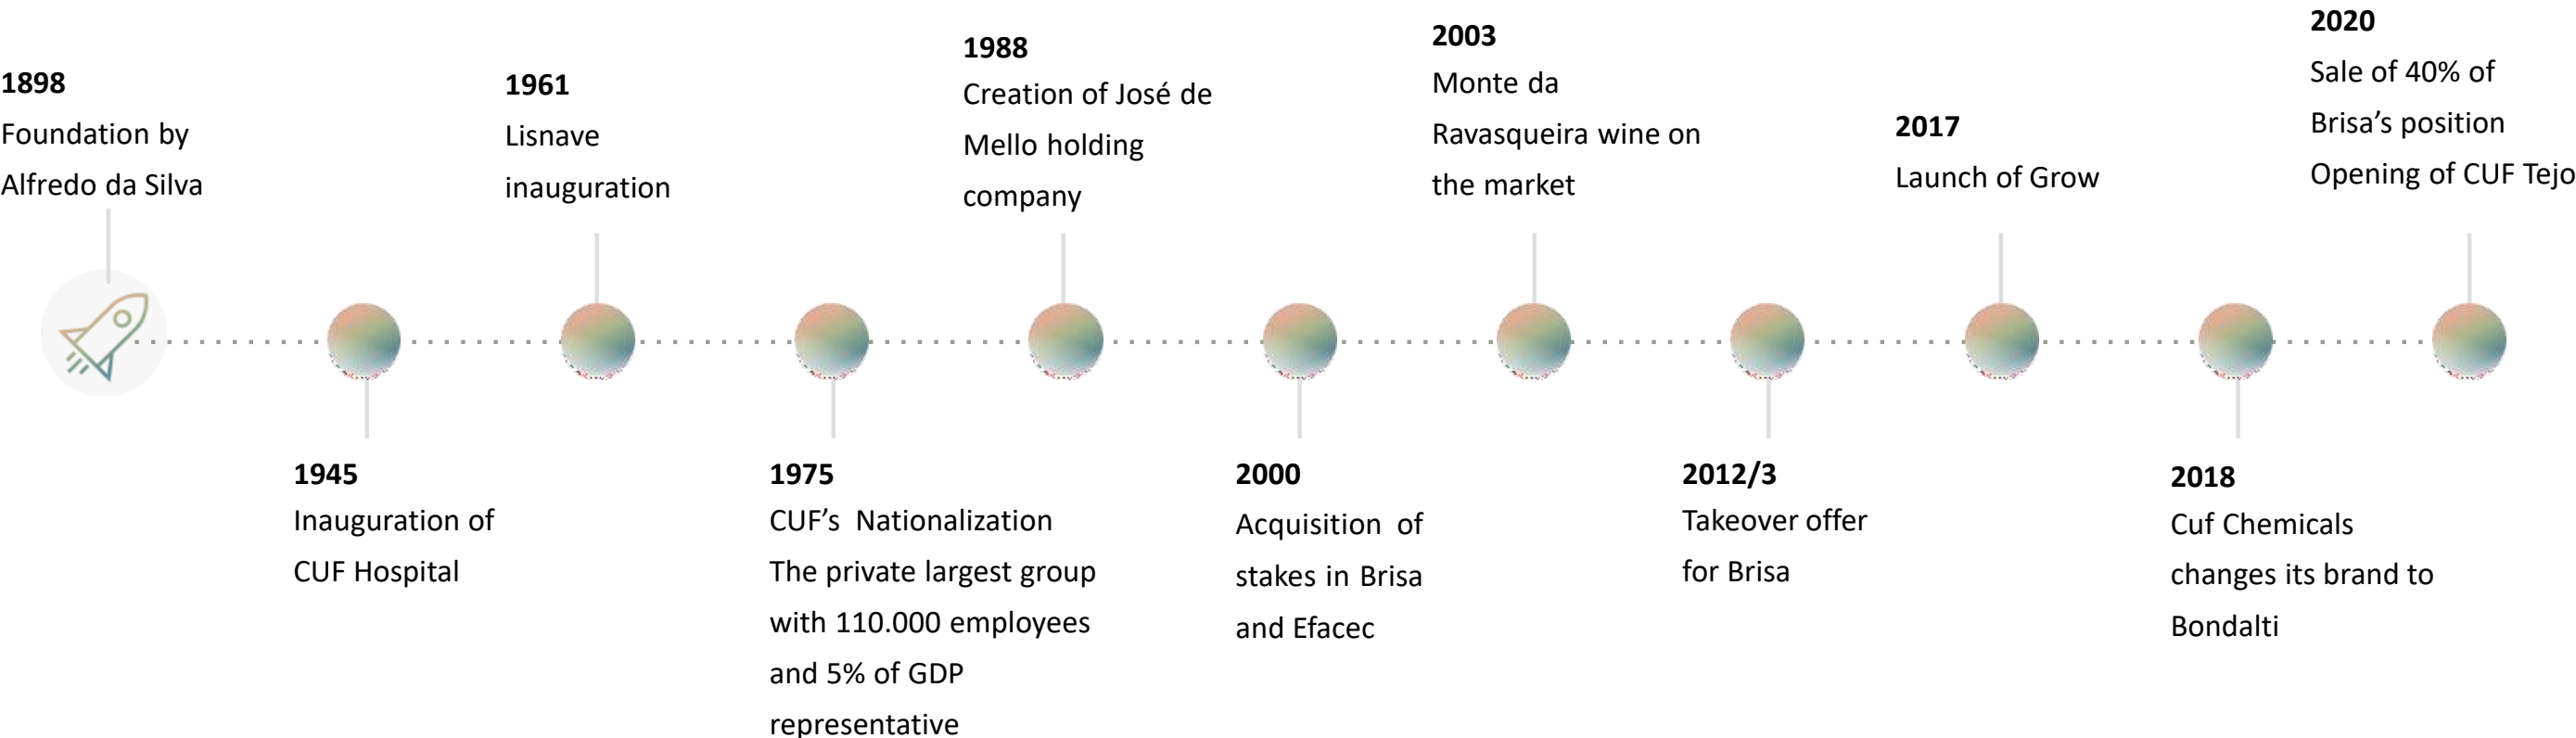 1898
Foundation by
Alfredo da Silva
1945
Inauguration of
CUF Hospital
1961
Lisnave
inauguration
1975
CUF’s Nationalization
The private largest group
with 110.000 employees
and 5% of GDP
representative
1988
Creation of José de
Mello holding
company
2000
Acquisition of
stakes in Brisa
and Efacec
2003
Monte da
Ravasqueira wine on
the market
2012/3
Takeover offer
for Brisa
2017
Launch of Grow
2018
Cuf Chemicals
changes its brand to
Bondalti
2020
Sale of 40% of
Brisa’s position
Opening of CUF Tejo